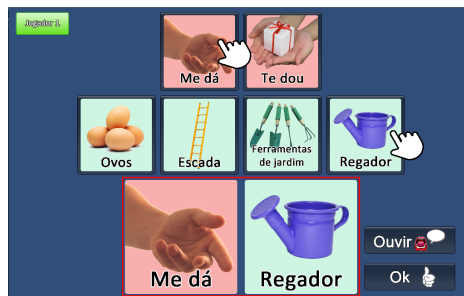 Jogador 1
Me dá
Te dou
Ovos
Escada
Ferramentas
de jardim
Regador
Me dá
Regador
Ouvir
Ok